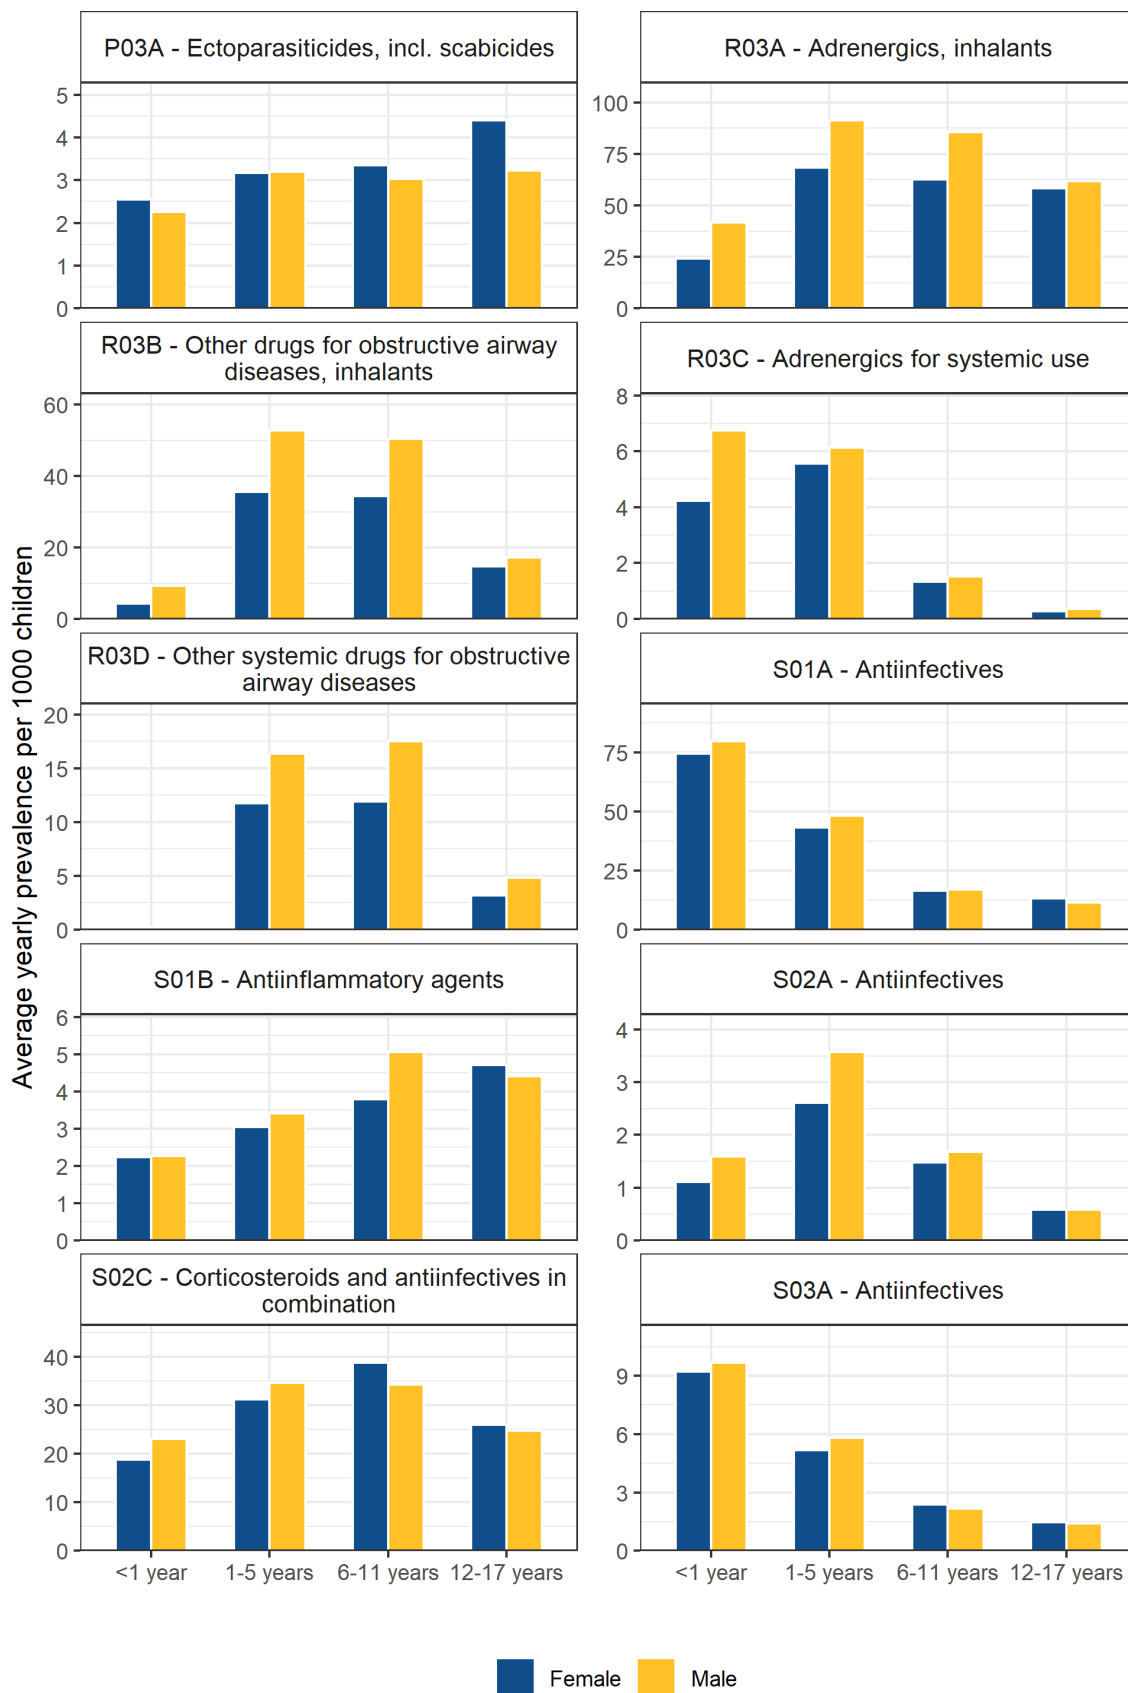 Average yearly prevalence per 1000 children
P03A - Ectoparasiticides, incl. scabicides
5
4
3
2
1
0
R03A - Adrenergics, inhalants
100
75
50
25
0
R03B - Other drugs for obstructive airway
diseases, inhalants
60
40
20
0
R03C - Adrenergics for systemic use
8
6
4
2
0
R03D - Other systemic drugs for obstructive
airway diseases
20
15
10
5
0
S01A - Antiinfectives
75
50
25
0
S01B - Antiinflammatory agents
6
5
4
3
2
1
0
S02A - Antiinfectives
4
3
2
1
0
S02C - Corticosteroids and antiinfectives in
combination
40
30
20
10
0
<1 year 1-5 years 6-11 years 12-17 years
S03A - Antiinfectives
9
6
3
0
<1 year 1-5 years 6-11 years 12-17 years
Female Male